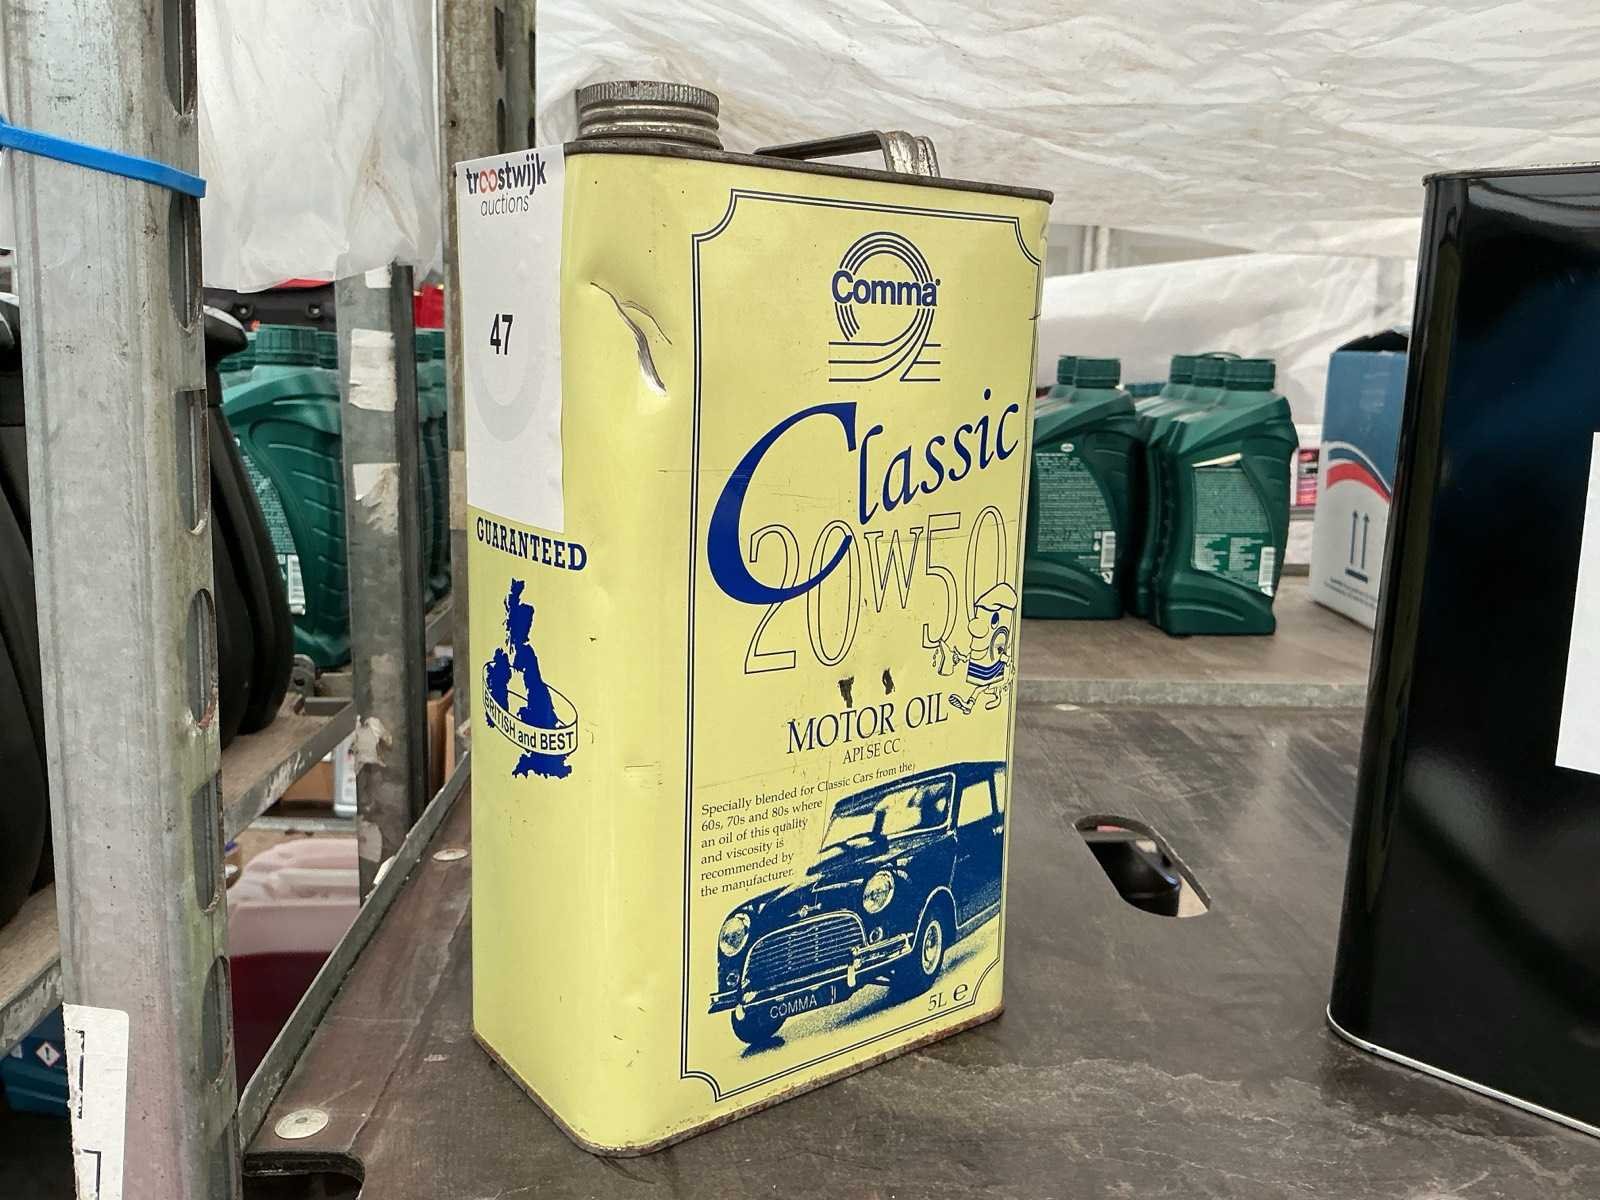 troostwijk
auctions
47
GUARANTEED
BRITISH and BEST
Comma
Classic
20W50
MOTOR OIL
API SE CC
Specially blended for Classic Cars from the
60s, 70s and 80s where
an oil of this quality
and viscosity is
recommended by
the manufacturer.
COMMA 11
5L e